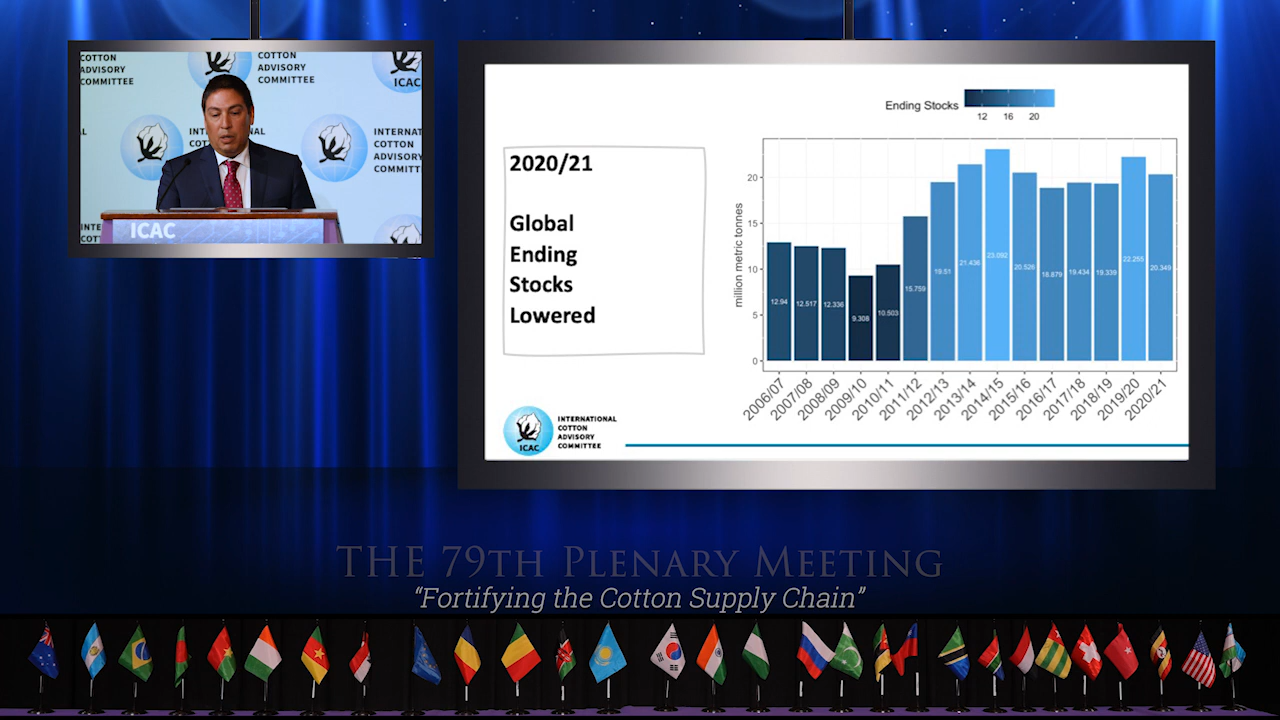 COTTON
ADVISORY
COMMITTEE
COTTON
ADVISORY
COMMITTEE
ICAC
COTTON
ADVISORY
INTERNATIONAL
COTTON
ADVISORY
ICAC
2020/21
Global
Ending
Stocks
Lowered
Ending Stocks
12 16 20
million metric tonnes
20
15
10
5
0
12.94 12.517 12.336 9.308 10.503 15.759 19.51 21.436 23.092 20.526 18.879 19.434 19.339 22.255 20.349
2006/07 2007/08 2008/09 2009/10 2010/11 2011/12 2012/13 2013/14 2014/15 2015/16 2016/17 2017/18 2018/19 2019/20 2020/21
ICAC
INTERNATIONAL
COTTON
ADVISORY
COMMITTEE
THE 79TH PLENARY MEETING
“Fortifying the Cotton Supply Chain”